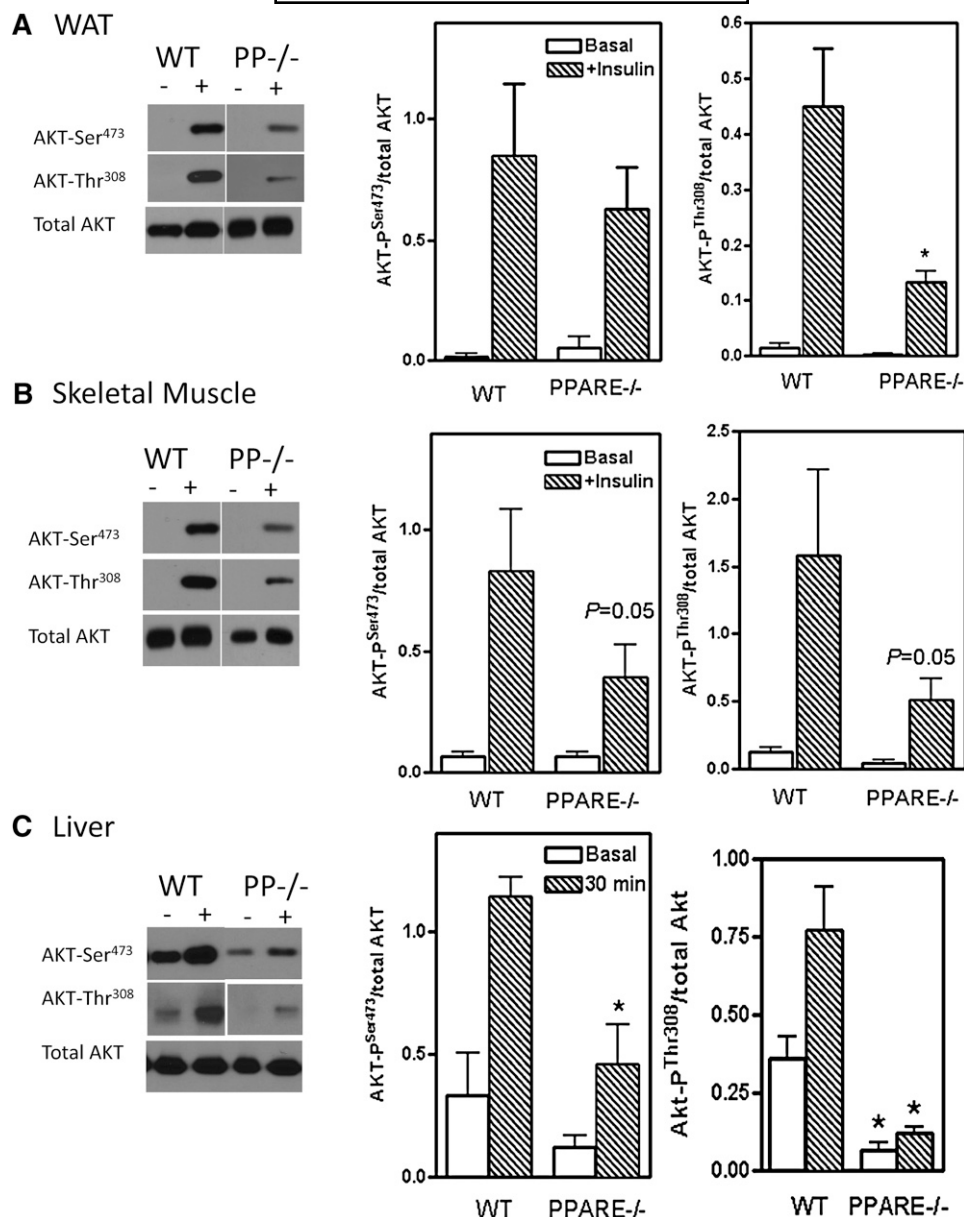 A WAT
WT PP-/-
- + - +
AKT-Ser473
AKT-Thr308
Total AKT
AKT-PSer473/total AKT
1.0
0.5
0.0
Basal
+Insulin
WT PPARE-/-
AKT-PThr308/total AKT
0.6
0.5
0.4
0.3
0.2
0.1
0.0
*
WT PPARE-/-
B Skeletal Muscle
WT PP-/-
- + - +
AKT-Ser473
AKT-Thr308
Total AKT
AKT-PSer473/total AKT
1.0
0.5
0.0
Basal
+Insulin
P=0.05
WT PPARE-/-
AKT-PThr308/total AKT
2.5
2.0
1.5
1.0
0.5
0.0
P=0.05
WT PPARE-/-
C Liver
WT PP-/-
- + - +
AKT-Ser473
AKT-Thr308
Total AKT
AKT-PSer473/total AKT
1.0
0.5
0.0
Basal
30 min
*
WT PPARE-/-
Akt-PThr308/total Akt
1.00
0.75
0.50
0.25
0.00
* *
WT PPARE-/-